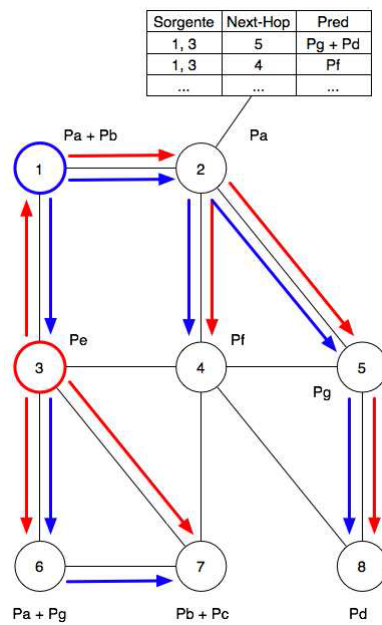 Sorgente Next-Hop Pred
1, 3 5 Pg + Pd
1, 3 4 Pf
... ... ...
Pa + Pb Pa
1 2
Pe Pf
3 4 5
Pg
6 7 8
Pa + Pg Pb + Pc Pd